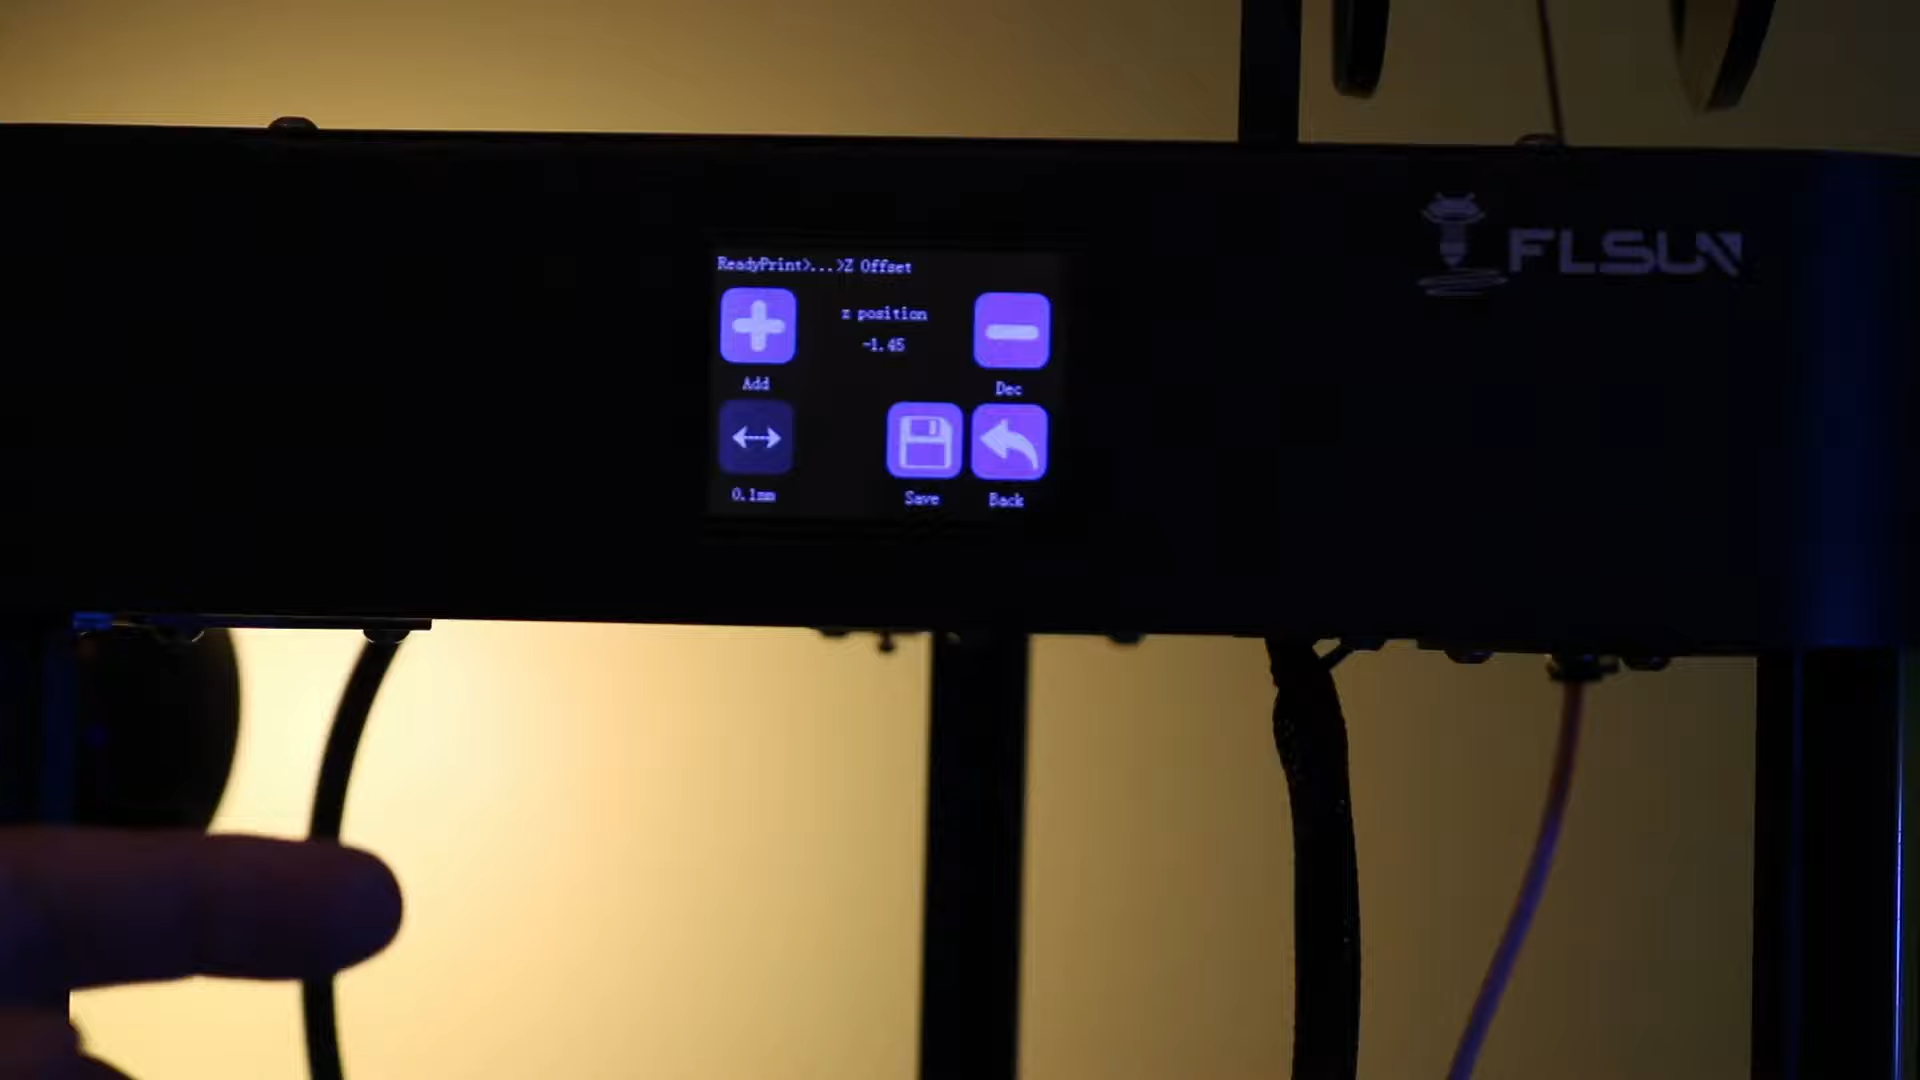 ReadyPrint>...>Z Offset
z position
-1.45
Add
Dec
0.1mm
Save
Back
FLSUN